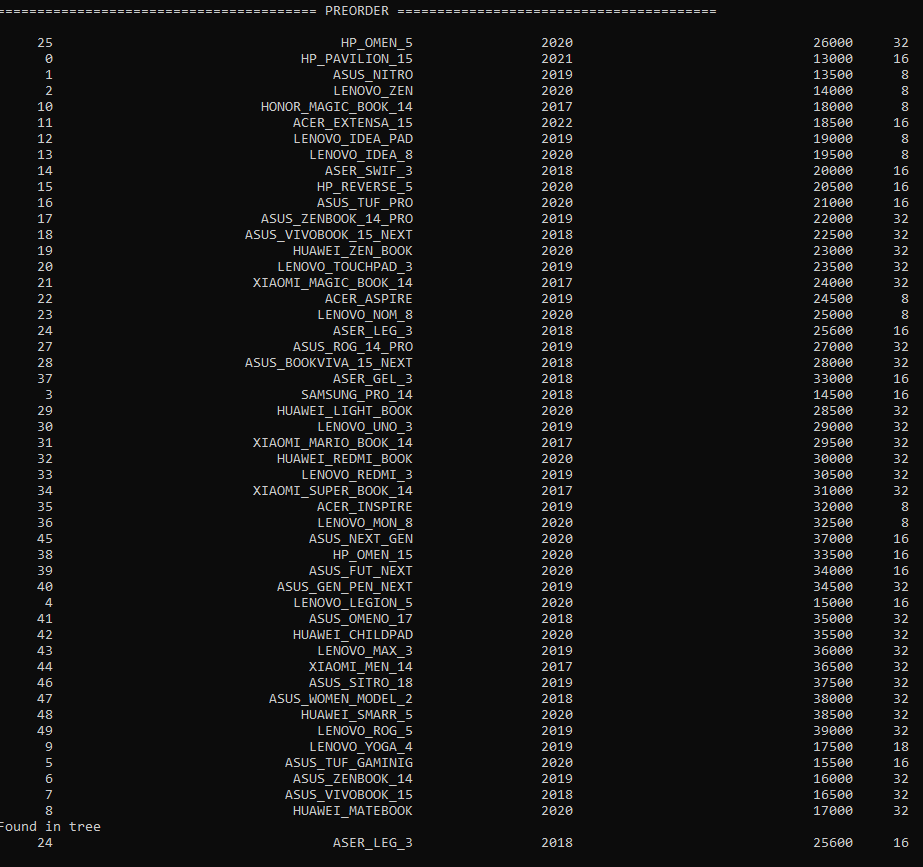 ======================================== PREORDER ========================================
25 HP_OMEN_5 2020 26000 32
0 HP_PAVILION_15 2021 13000 16
1 ASUS_NITRO 2019 13500 8
2 LENOVO_ZEN 2020 14000 8
10 HONOR_MAGIC_BOOK_14 2017 18000 8
11 ACER_EXTENSA_15 2022 18500 16
12 LENOVO_IDEA_PAD 2019 19000 8
13 LENOVO_IDEA_8 2020 19500 8
14 ASER_SWIF_3 2018 20000 16
15 HP_REVERSE_5 2020 20500 16
16 ASUS_TUF_PRO 2020 21000 16
17 ASUS_ZENBOOK_14_PRO 2019 22000 32
18 ASUS_VIVOBOOK_15_NEXT 2018 22500 32
19 HUAWEI_ZEN_BOOK 2020 23000 32
20 LENOVO_TOUCHPAD_3 2019 23500 32
21 XIAOMI_MAGIC_BOOK_14 2017 24000 32
22 ACER_ASPIRE 2019 24500 8
23 LENOVO_NOM_8 2020 25000 8
24 ASER_LEG_3 2018 25600 16
27 ASUS_ROG_14_PRO 2019 27000 32
28 ASUS_BOOKVIVA_15_NEXT 2018 28000 32
37 ASER_GEL_3 2018 33000 16
3 SAMSUNG_PRO_14 2018 14500 16
29 HUAWEI_LIGHT_BOOK 2020 28500 32
30 LENOVO_UNO_3 2019 29000 32
31 XIAOMI_MARIO_BOOK_14 2017 29500 32
32 HUAWEI_REDMI_BOOK 2020 30000 32
33 LENOVO_REDMI_3 2019 30500 32
34 XIAOMI_SUPER_BOOK_14 2017 31000 32
35 ACER_INSPIRE 2019 32000 8
36 LENOVO_MON_8 2020 32500 8
45 ASUS_NEXT_GEN 2020 37000 16
38 HP_OMEN_15 2020 33500 16
39 ASUS_FUT_NEXT 2020 34000 16
40 ASUS_GEN_PEN_NEXT 2019 34500 32
4 LENOVO_LEGION_5 2020 15000 16
41 ASUS_OMENO_17 2018 35000 32
42 HUAWEI_CHILDPAD 2020 35500 32
43 LENOVO_MAX_3 2019 36000 32
44 XIAOMI_MEN_14 2017 36500 32
46 ASUS_SITRO_18 2019 37500 32
47 ASUS_WOMEN_MODEL_2 2018 38000 32
48 HUAWEI_SMARR_5 2020 38500 32
49 LENOVO_ROG_5 2019 39000 32
9 LENOVO_YOGA_4 2019 17500 18
5 ASUS_TUF_GAMINIG 2020 15500 16
6 ASUS_ZENBOOK_14 2019 16000 32
7 ASUS_VIVOBOOK_15 2018 16500 32
8 HUAWEI_MATEBOOK 2020 17000 32
Found in tree
24 ASER_LEG_3 2018 25600 16